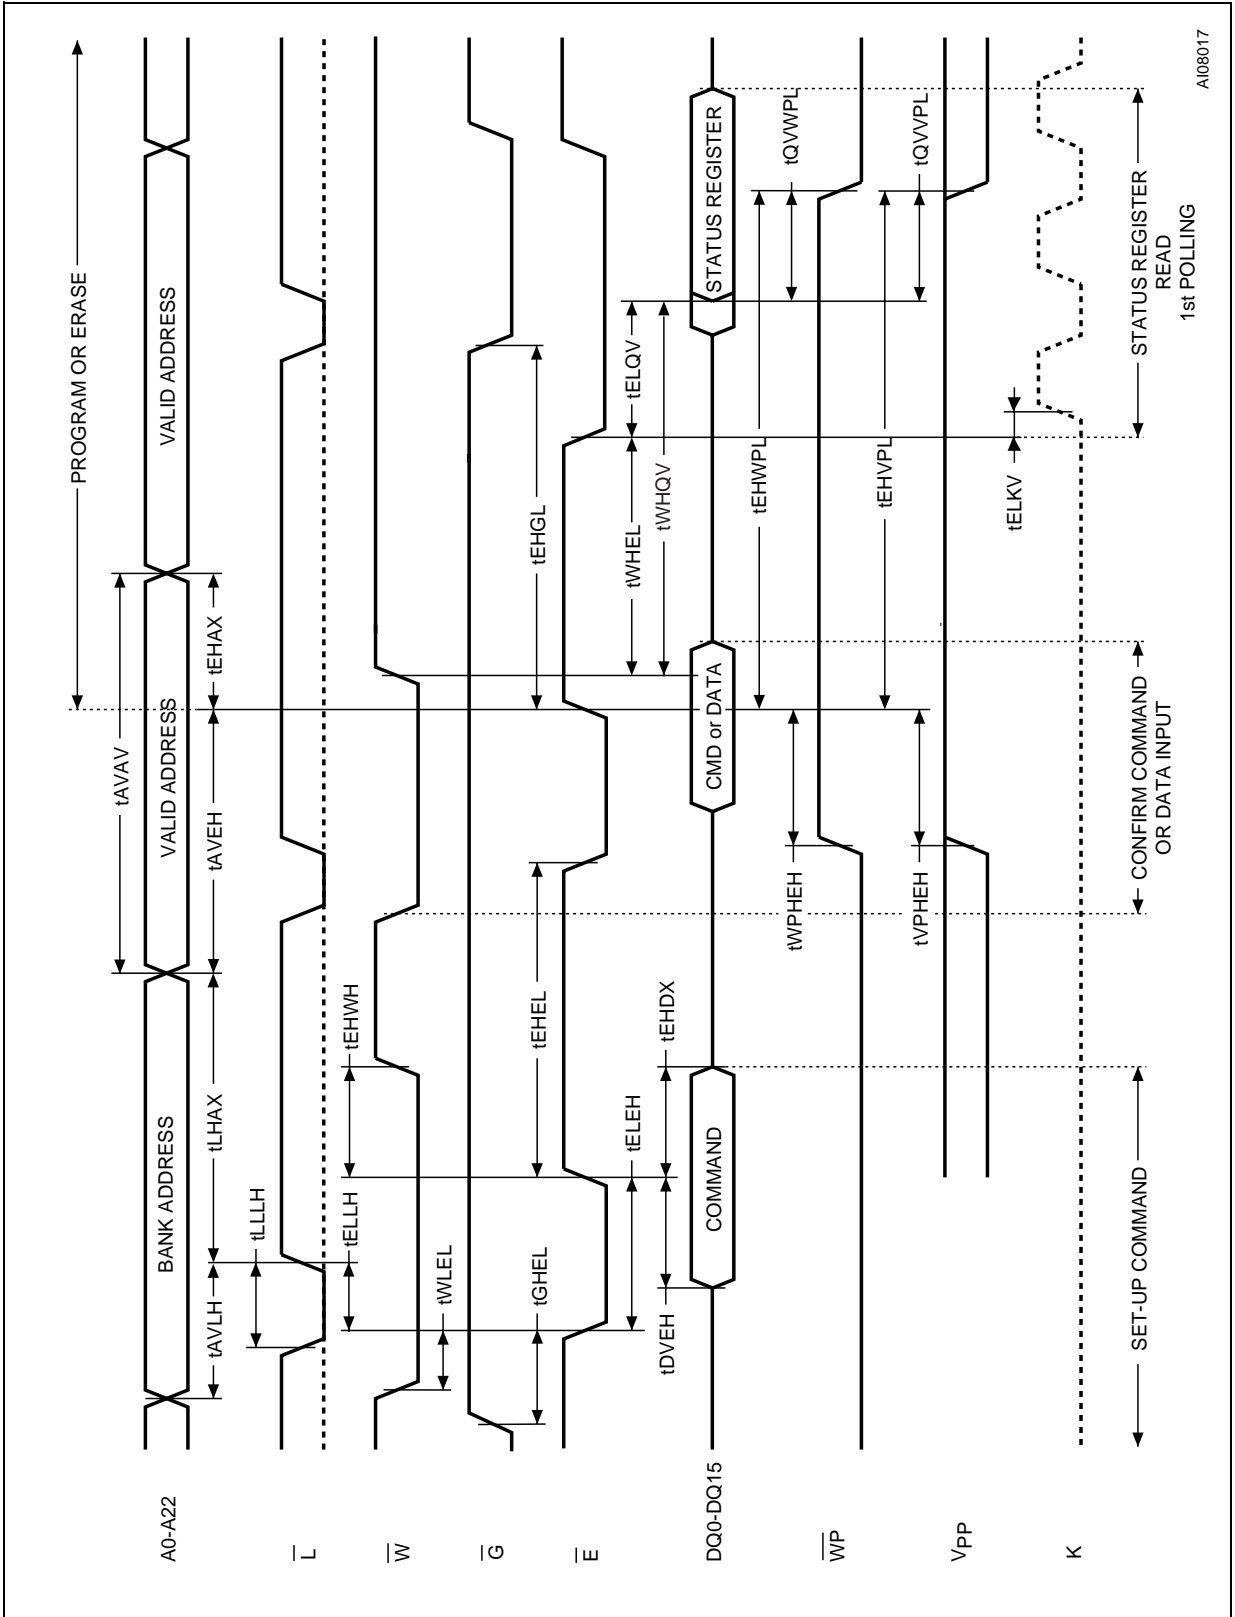 PROGRAM OR ERASE
tAVAV
A0-A22
BANK ADDRESS
VALID ADDRESS
VALID ADDRESS
tAVLH
tLHAX
tAVEH
tEHAX
tLLLH
L
tELLH
tEHWH
W
tWLEL
G
tGHEL
tEHEL
tEHGL
E
tELEH
tWHEL
tELQV
tDVEH
tEHDX
tWHQV
DQ0-DQ15
COMMAND
CMD or DATA
STATUS REGISTER
tEHWPL
tWPHEH
tQVWPL
WP
tEHVPL
tVPHEH
tQVVPL
VPP
tELKV
K
SET-UP COMMAND
CONFIRM COMMAND
OR DATA INPUT
STATUS REGISTER
READ
1st POLLING
AI08017